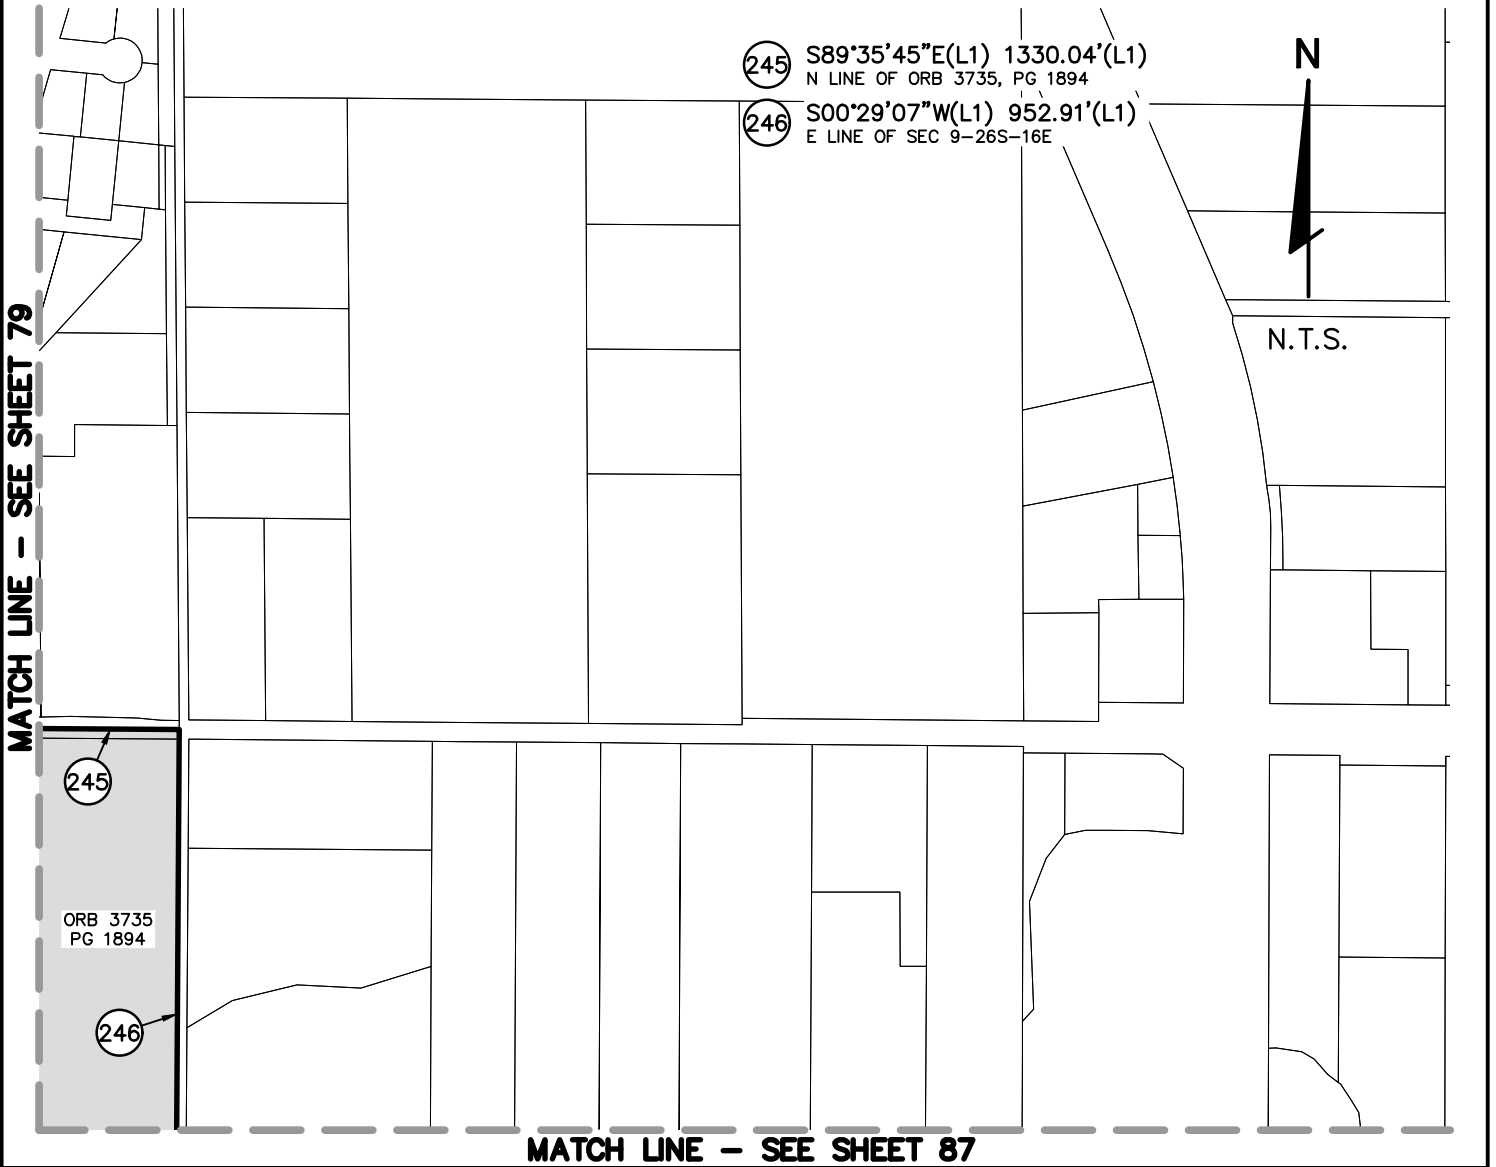 245 S89°35'45"E(L1) 1330.04'(L1)
N LINE OF ORB 3735, PG 1894
246 S00°29'07"W(L1) 952.91'(L1)
E LINE OF SEC 9-26S-16E
N
N.T.S.
MATCH LINE - SEE SHEET 79
245
ORB 3735
PG 1894
246
MATCH LINE - SEE SHEET 87